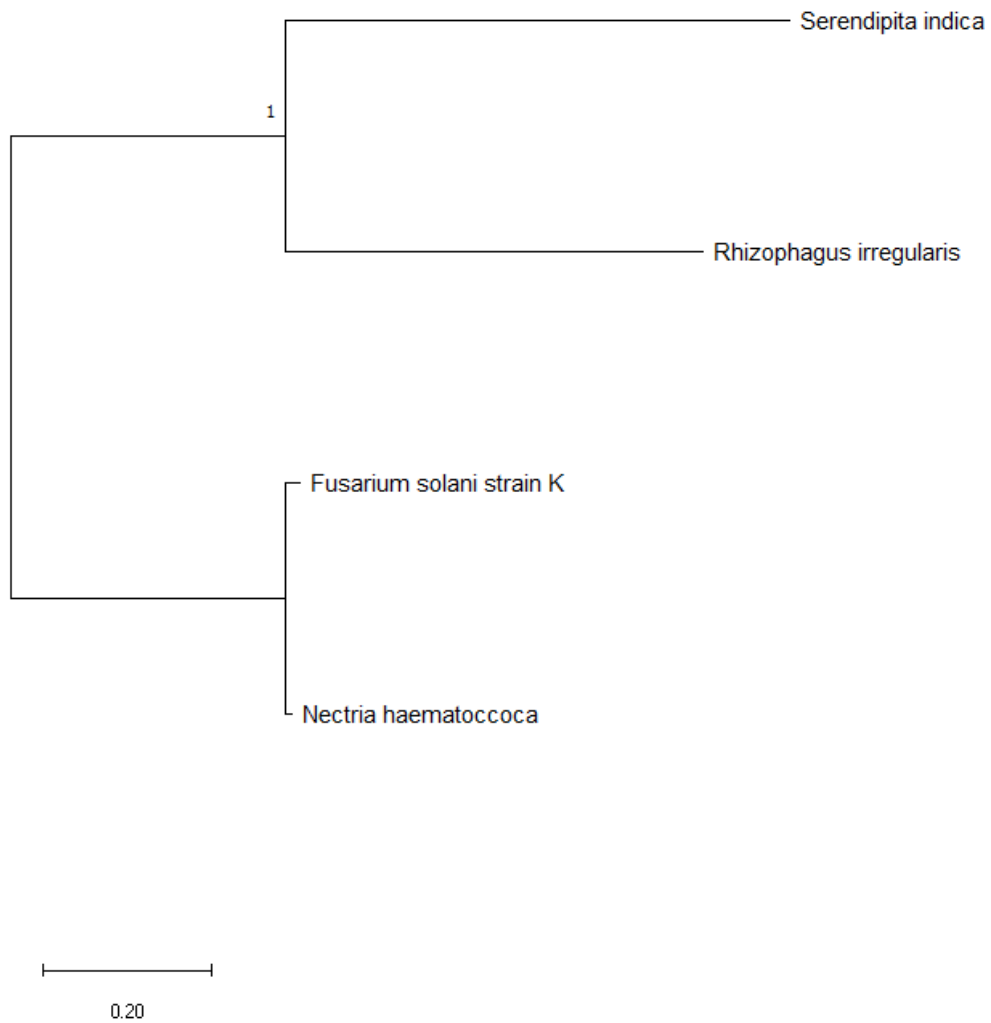 Serendipita indica
1
Rhizophagus irregularis
Fusarium solani strain K
Nectria haematoccoca
0.20